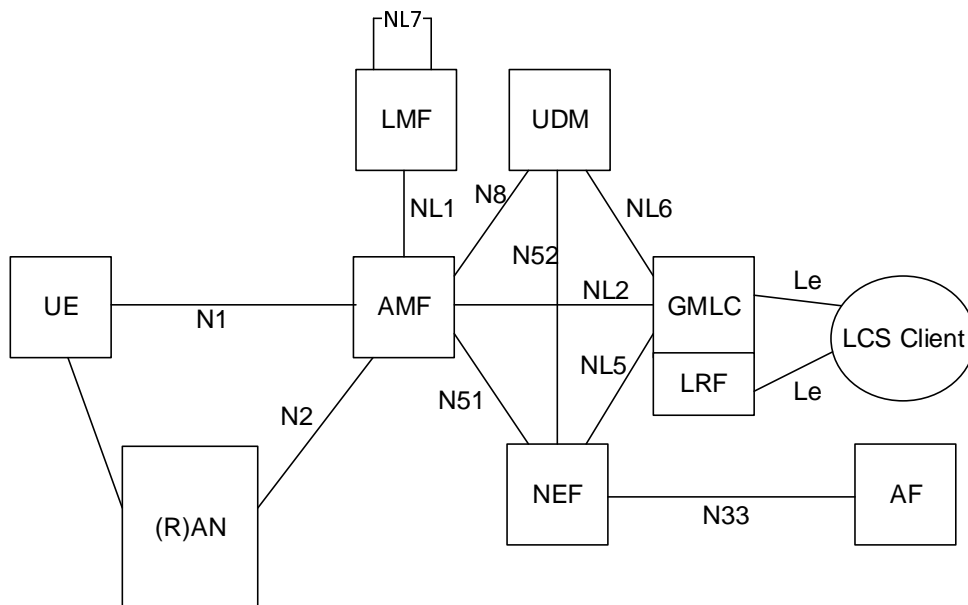 NL7
LMF
UDM
NL1
N8
NL6
N52
UE
N1
AMF
NL2
GMLC
Le
LCS Client
N2
N51
NL5
LRF
Le
(R)AN
NEF
N33
AF